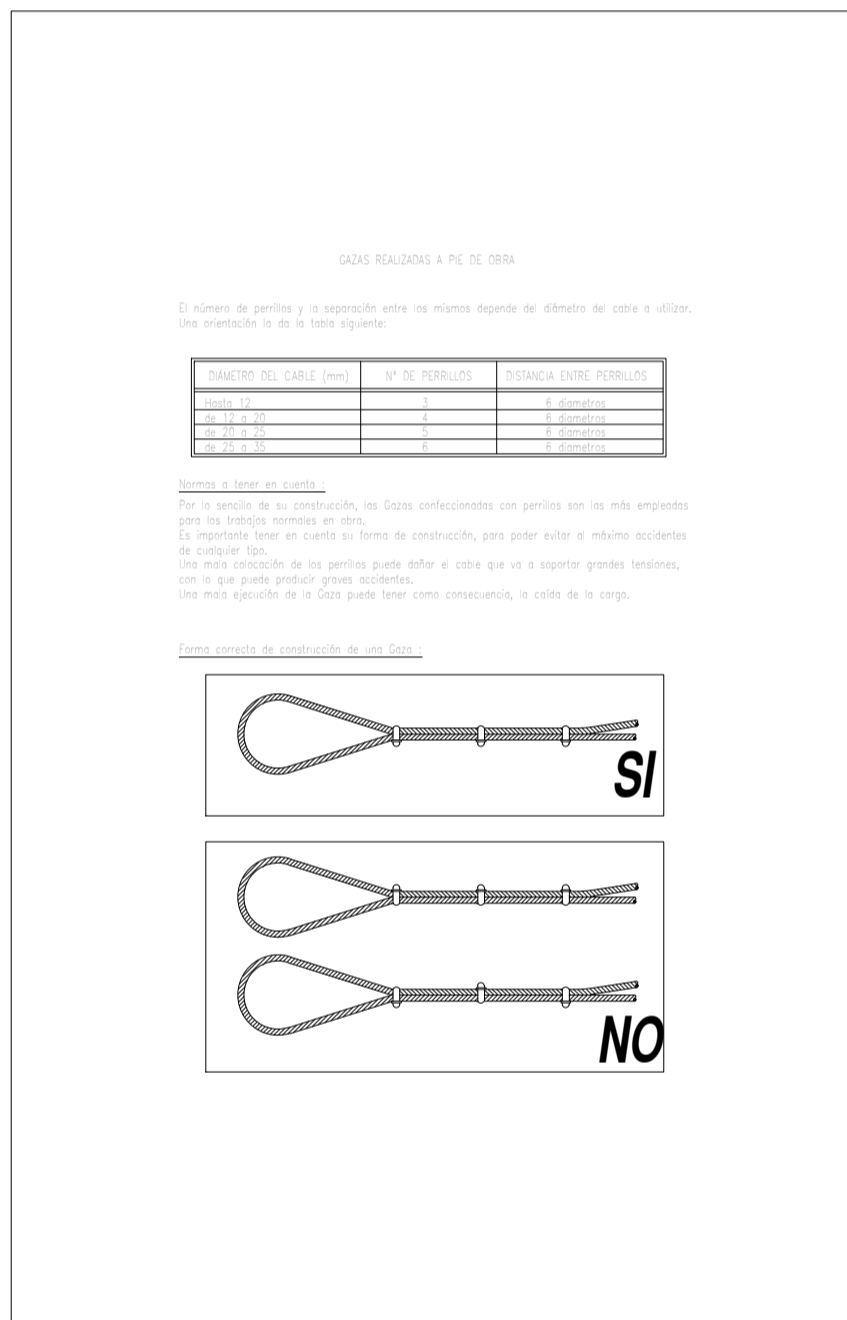 GAZAS REALIZADAS A PIE DE OBRA
El número de perrillos y la separación entre los mismos depende del diámetro del cable a utilizar.
Una orientación la da la tabla siguiente:
DIÁMETRO DEL CABLE (mm) Nº DE PERRILLOS DISTANCIA ENTRE PERRILLOS
Hasta 12 3 6 diametros
de 12 a 20 4 6 diametros
de 20 a 25 5 6 diametros
de 25 a 35 6 6 diametros
Normas a tener en cuenta :
Por lo sencillo de su construcción, las Gazas confeccionadas con perrillos son las más empleadas
para los trabajos normales en obra.
Es importante tener en cuenta su forma de construcción, para poder evitar al máximo accidentes
de cualquier tipo.
Una mala colocación de los perrillos puede dañar el cable que va a soportar grandes tensiones,
con lo que puede producir graves accidentes.
Una mala ejecución de la Gaza puede tener como consecuencia, la caída de la carga.
Forma correcta de construcción de una Gaza :
SI
NO